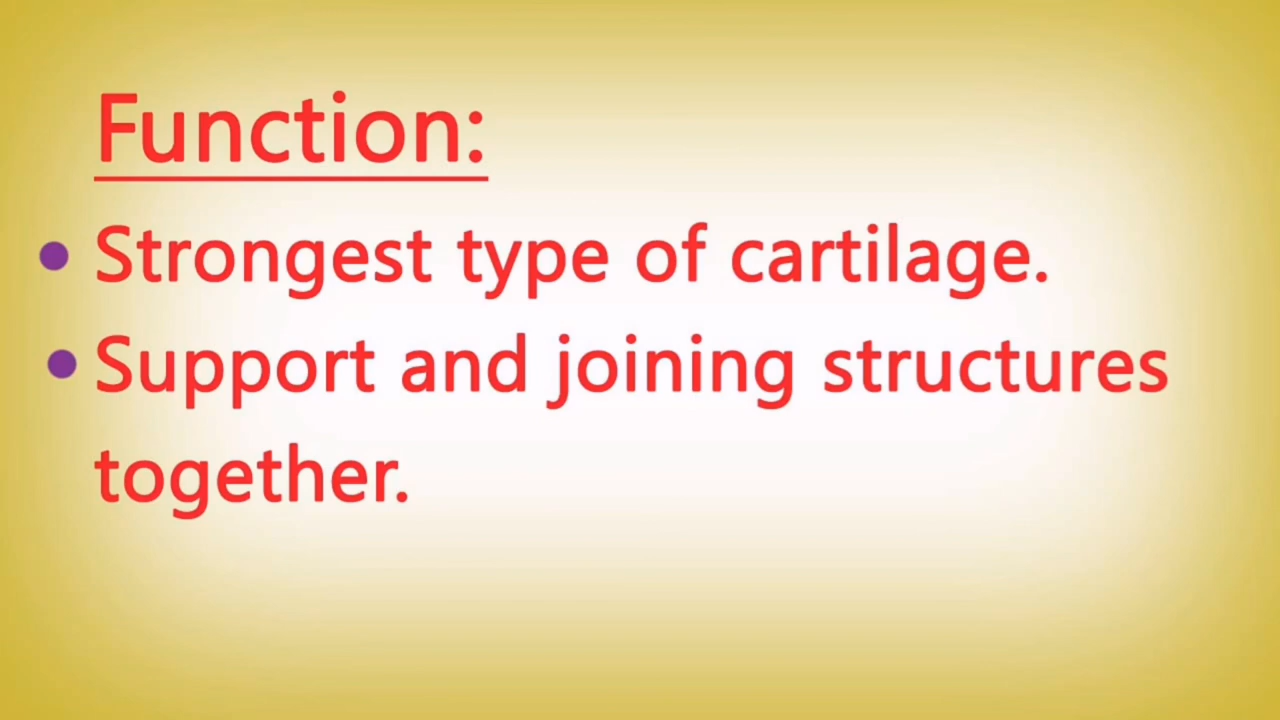 Function:
• Strongest type of cartilage.
• Support and joining structures
together.